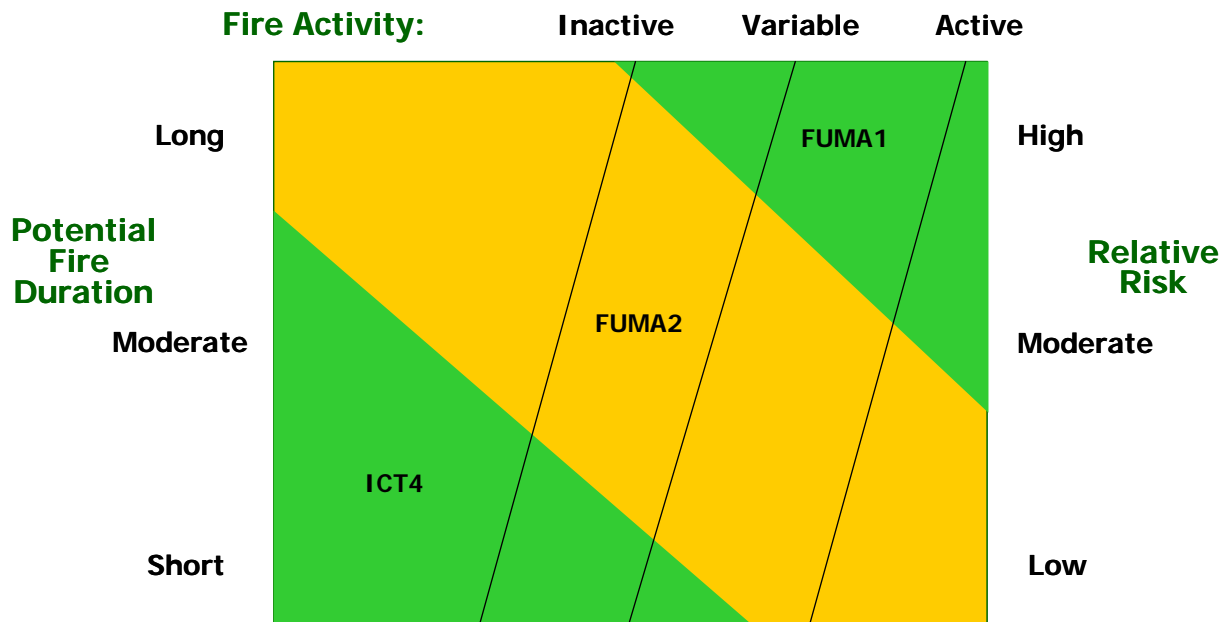 Fire Activity: Inactive Variable Active
Long
FUMA1
High
Potential
Fire
Duration
Relative
Risk
FUMA2
Moderate
Moderate
ICT4
Short
Low